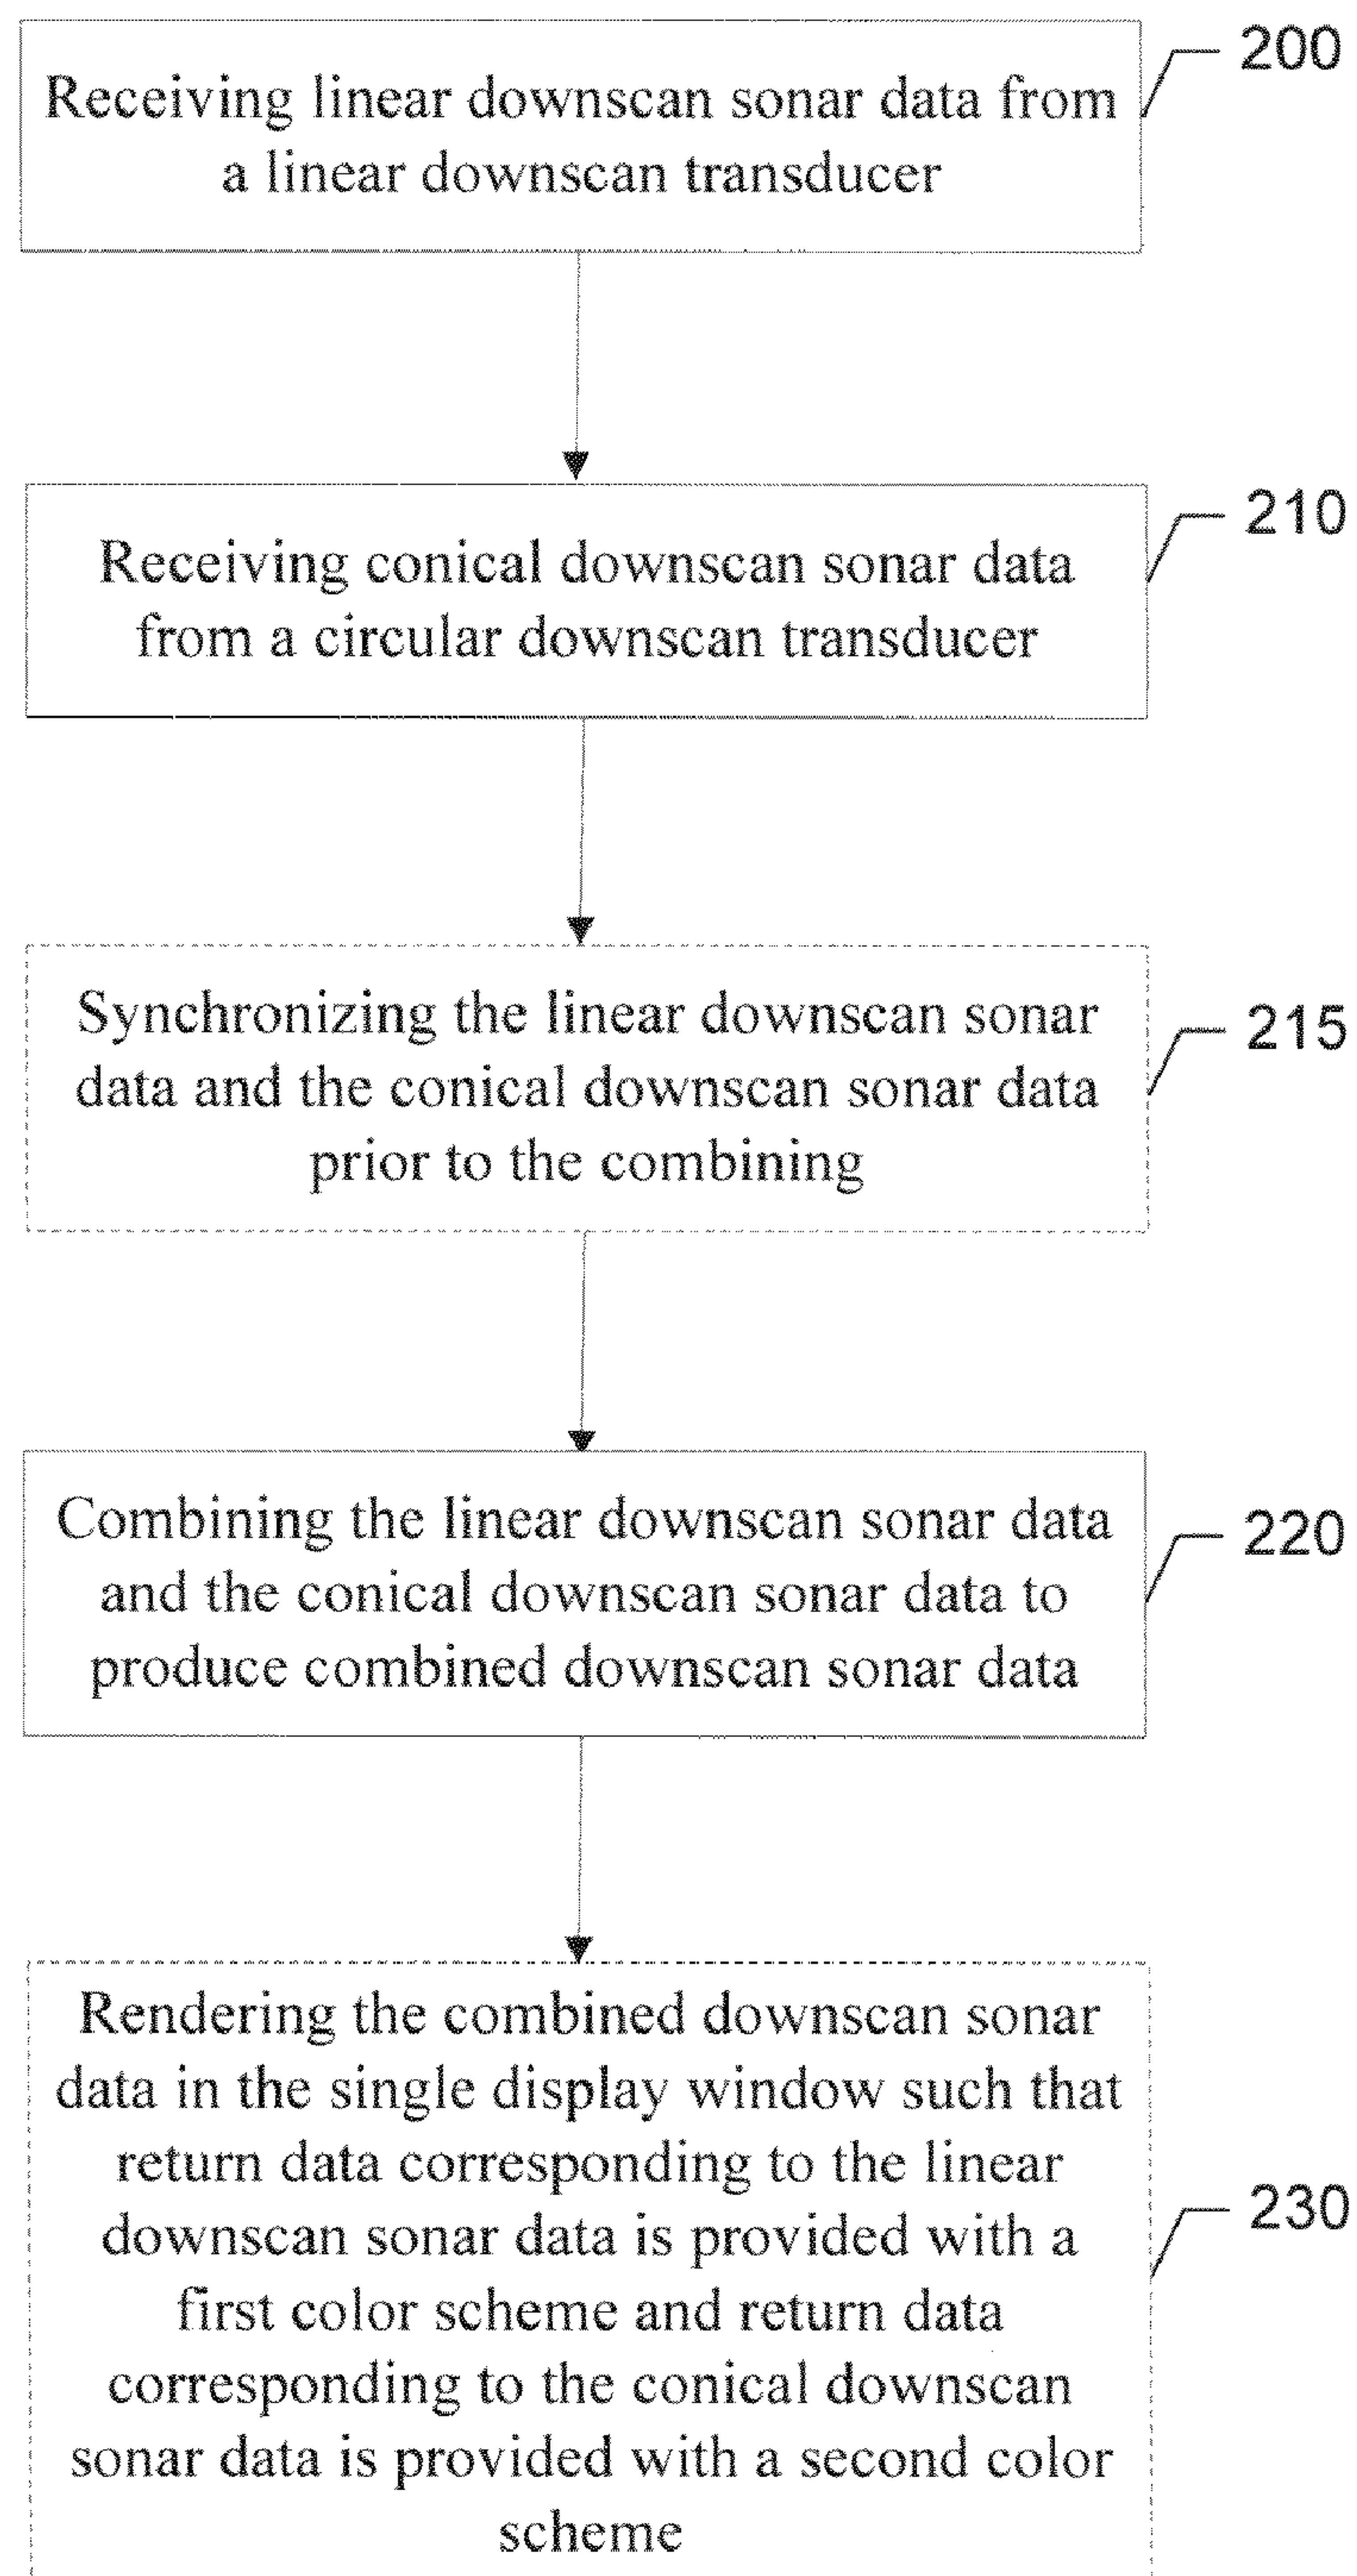 200
Receiving linear downscan sonar data from
a linear downscan transducer
210
Receiving conical downscan sonar data
from a circular downscan transducer
215
Synchronizing the linear downscan sonar
data and the conical downscan sonar data
prior to the combining
220
Combining the linear downscan sonar data
and the conical downscan sonar data to
produce combined downscan sonar data
230
Rendering the combined downscan sonar
data in the single display window such that
return data corresponding to the linear
downscan sonar data is provided with a
first color scheme and return data
corresponding to the conical downscan
sonar data is provided with a second color
scheme